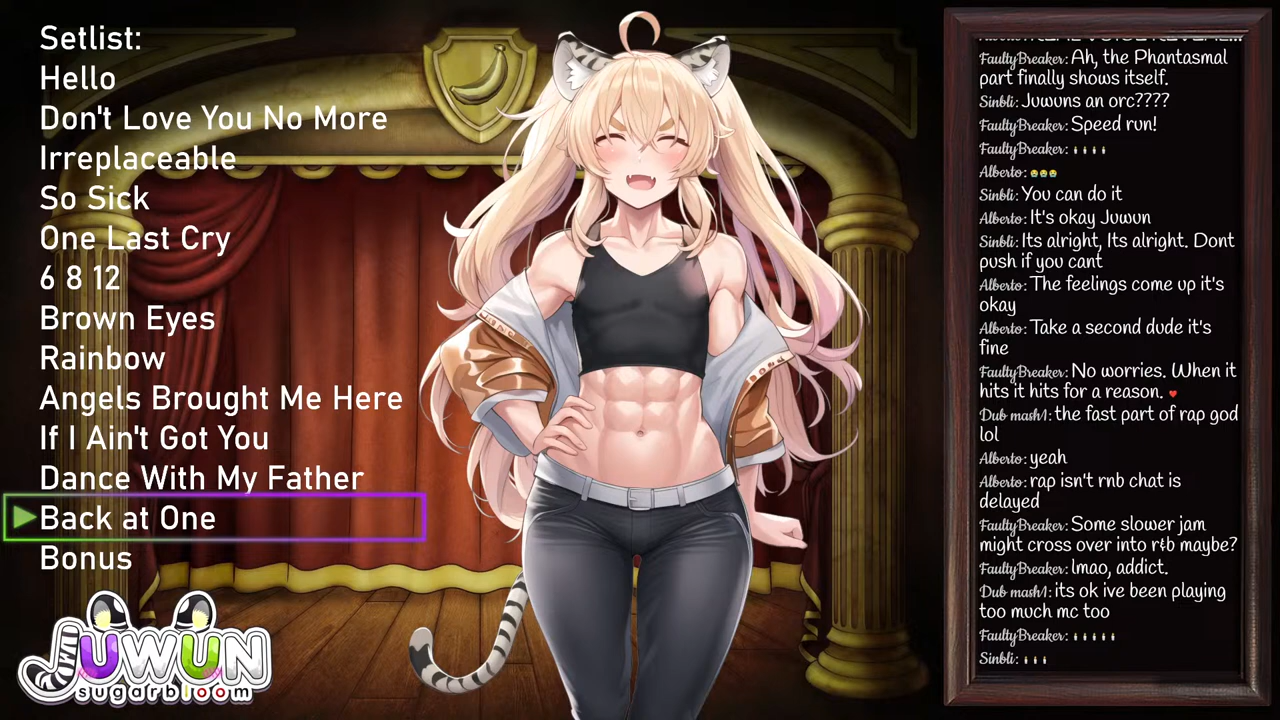 Setlist:
Hello
Don't Love You No More
Irreplaceable
So Sick
One Last Cry
6 8 12
Brown Eyes
Rainbow
Angels Brought Me Here
If I Ain't Got You
Dance With My Father
Back at One
Bonus
JUWUN
sugarbloom
FaultyBreaker: Ah, the Phantasmal
part finally shows itself.
Sinbli: Juwuns an orc????
FaultyBreaker: Speed run!
FaultyBreaker:
Alberto: 😭😭😭
Sinbli: You can do it
Alberto: It's okay Juwun
Sinbli: Its alright, Its alright. Dont
push if you cant
Alberto: The feelings come up it's
okay
Alberto: Take a second dude it's
fine
FaultyBreaker: No worries. When it
hits it hits for a reason. ♥
Dub mash1: the fast part of rap god
lol
Alberto: yeah
Alberto: rap isn't rnb chat is
delayed
FaultyBreaker: Some slower jam
might cross over into r&b maybe?
FaultyBreaker: lmao, addict.
Dub mash1: its ok ive been playing
too much mc too
FaultyBreaker:
Sinbli: